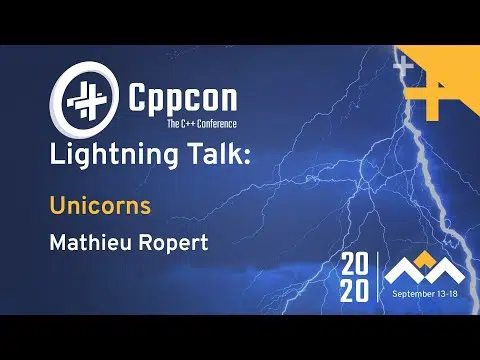 Cppcon
The C++ Conference
Lightning Talk:
Unicorns
Mathieu Ropert
20
20
September 13-18